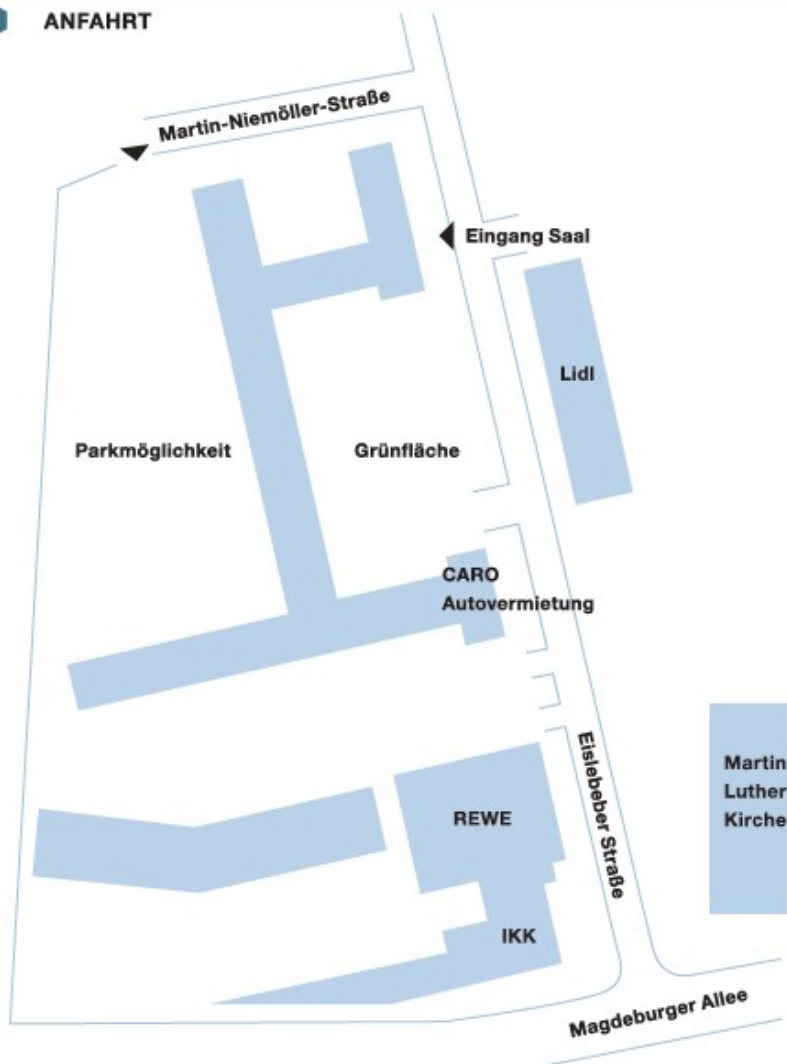 ANFAHRT
Martin-Niemöller-Straße
Eingang Saal
Lidl
Parkmöglichkeit
Grünfläche
CARO
Autovermietung
Eislebeber Straße
Martin
Luther
Kirche
REWE
IKK
Magdeburger Allee